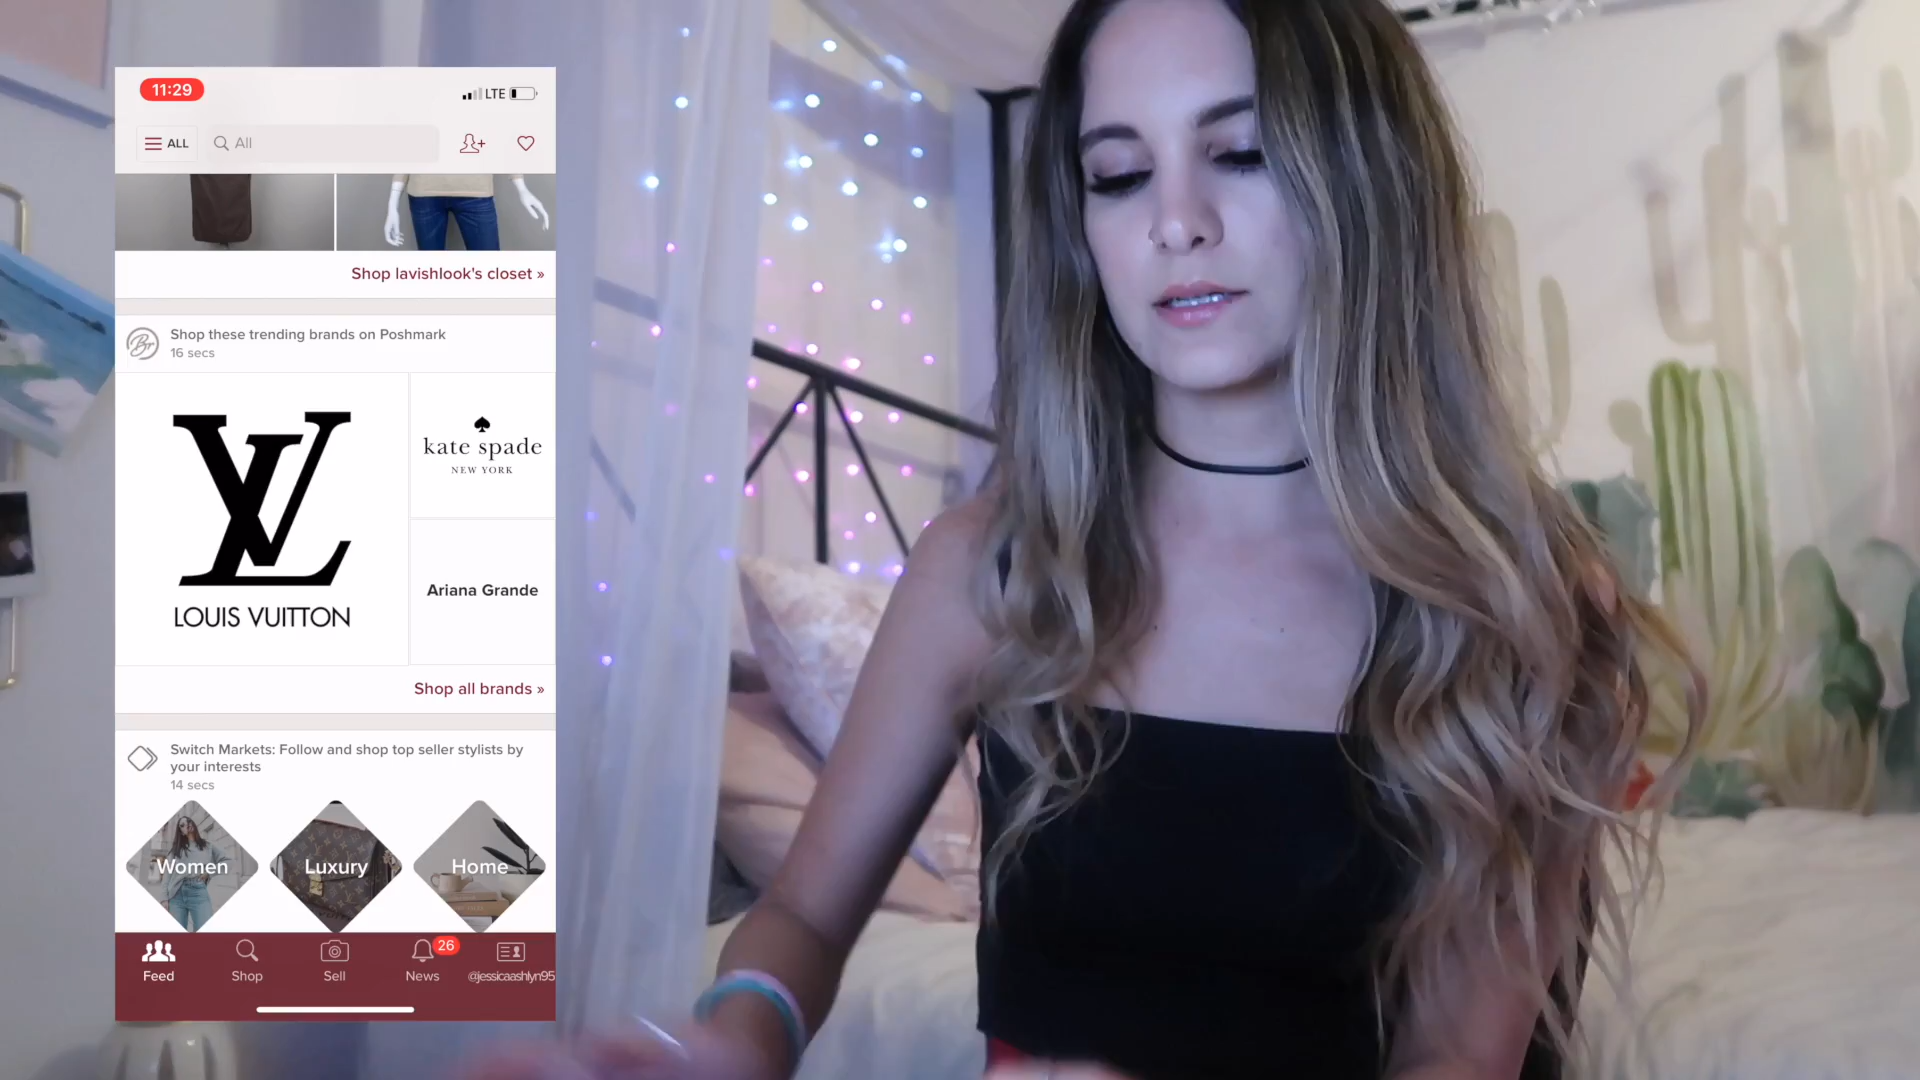 11:29
LTE
ALL
All
Shop lavishlook's closet »
Shop these trending brands on Poshmark
16 secs
LOUIS VUITTON
kate spade
NEW YORK
Ariana Grande
Shop all brands »
Switch Markets: Follow and shop top seller stylists by
your interests
14 secs
Women
Luxury
Home
Feed
Shop
Sell
News
26
@jessicaashlyn95